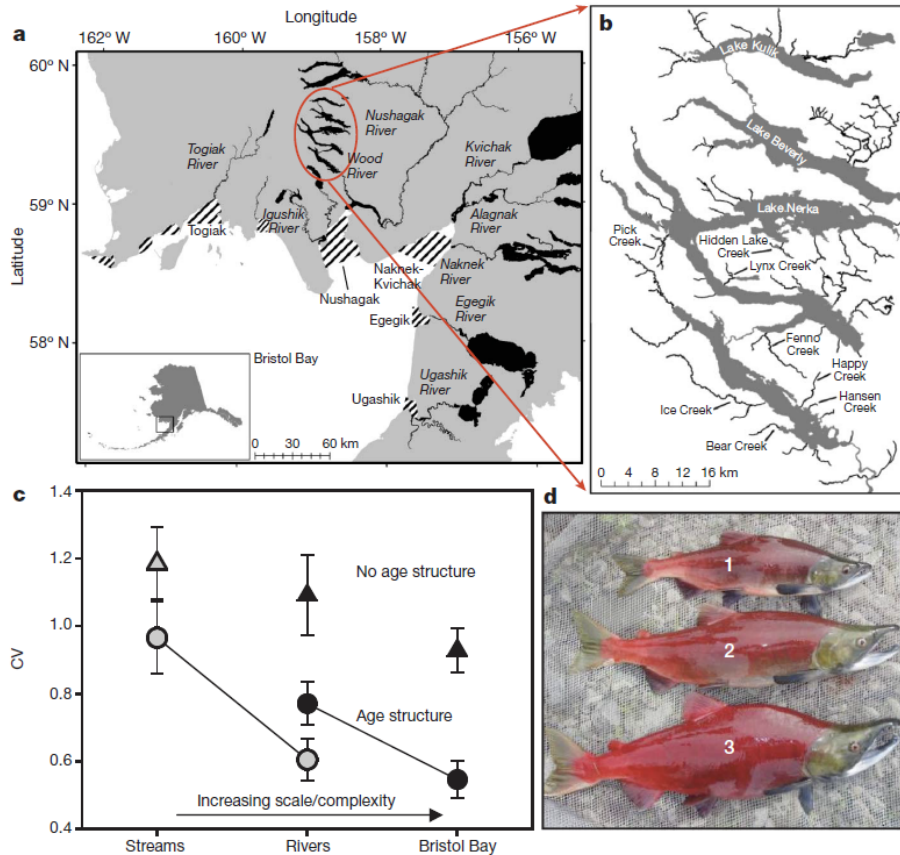 Longitude
a
162° W
160° W
158° W
156° W
60° N
59° N
58° N
Latitude
Togiak
River
Nushagak
River
Wood
River
Kvichak
River
Igushik
River
Alagnak
River
Togiak
Naknek-
Kvichak
Naknek
River
Nushagak
Egegik
Egegik
River
Ugashik
River
Ugashik
Bristol Bay
0 30 60 km
b
Lake Kulik
Lake Beverly
Lake Nerka
Pick
Creek
Hidden Lake
Creek
Lynx Creek
Fenno
Creek
Happy
Creek
Hansen
Creek
Ice Creek
Bear Creek
0 4 8 12 16 km
c
1.4
1.2
1.0
0.8
0.6
0.4
CV
No age structure
Age structure
Increasing scale/complexity
Streams
Rivers
Bristol Bay
d
1
2
3